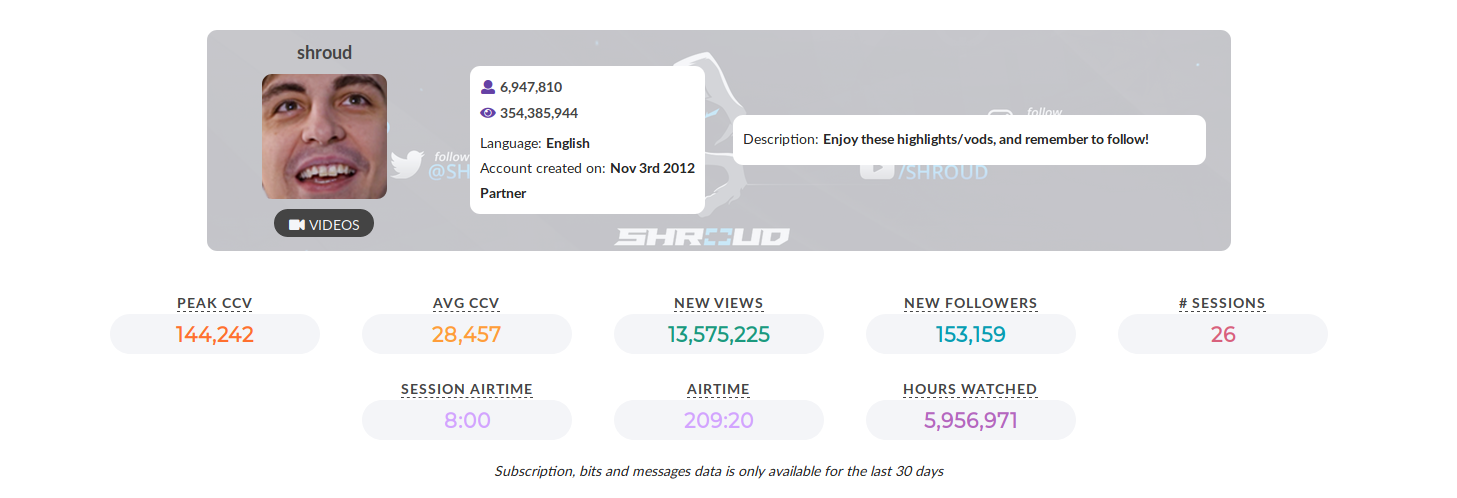 shroud
VIDEOS
6,947,810
354,385,944
Language: English
Account created on: Nov 3rd 2012
Partner
Description: Enjoy these highlights/vods, and remember to follow!
follow
@SH
follow
/SHROUD
SHROUD
PEAK CCV
144,242
AVG CCV
28,457
NEW VIEWS
13,575,225
NEW FOLLOWERS
153,159
# SESSIONS
26
SESSION AIRTIME
8:00
AIRTIME
209:20
HOURS WATCHED
5,956,971
Subscription, bits and messages data is only available for the last 30 days